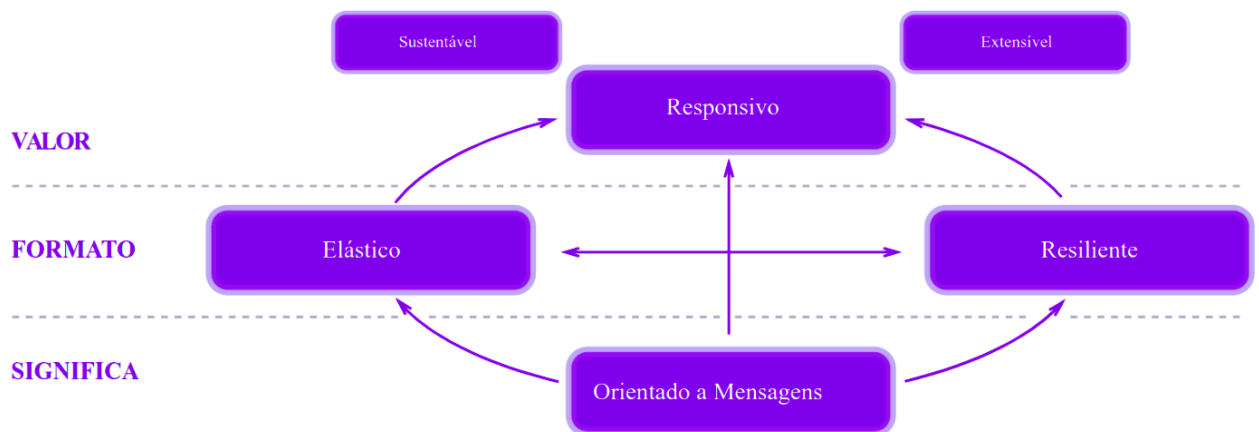 Sustentável
Extensível
Responsivo
VALOR
FORMATO
Elástico
Resiliente
SIGNIFICA
Orientado a Mensagens